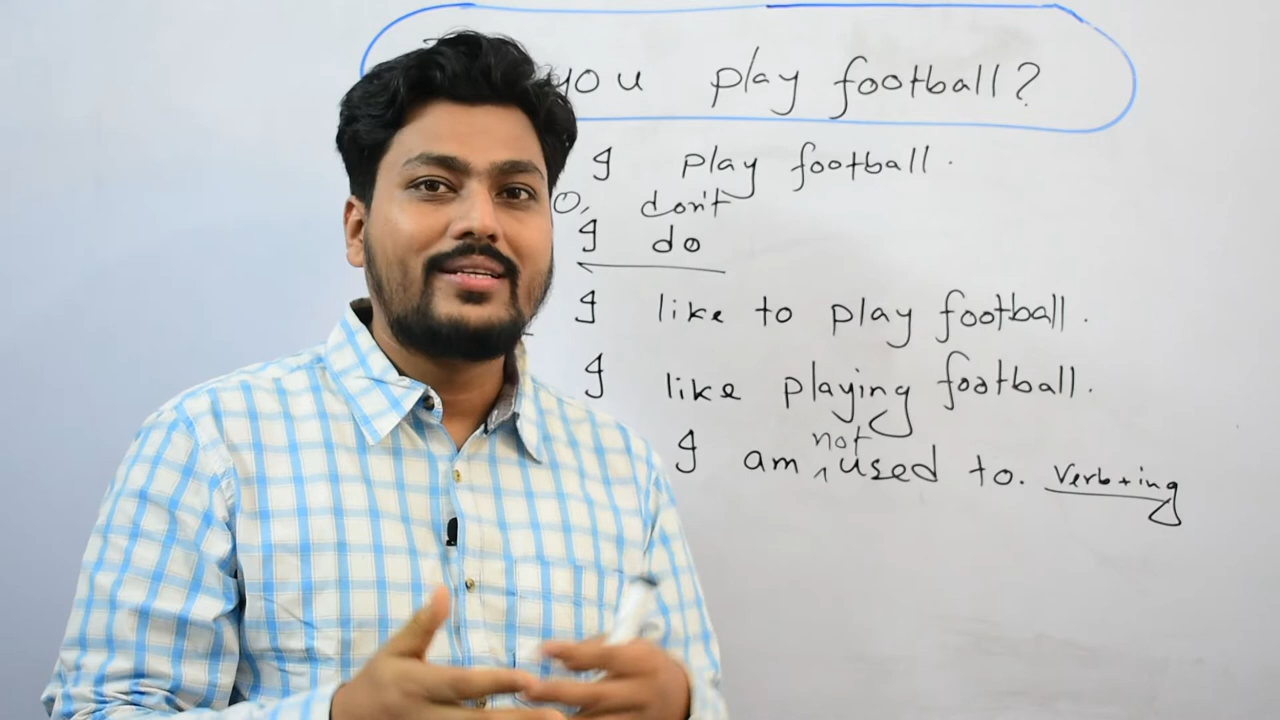 you play football?
I play football.
O, don't
I do
I like to play football.
I like playing football.
not
I am ^ used to. Verb+ing